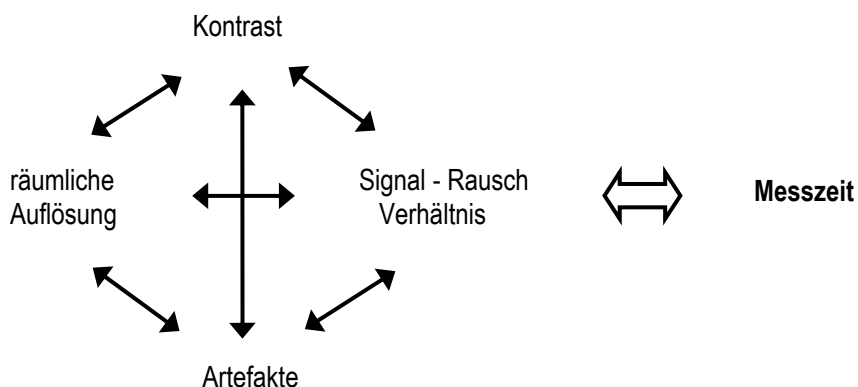 Kontrast
räumliche
Auflösung
Signal - Rausch
Verhältnis
Messzeit
Artefakte